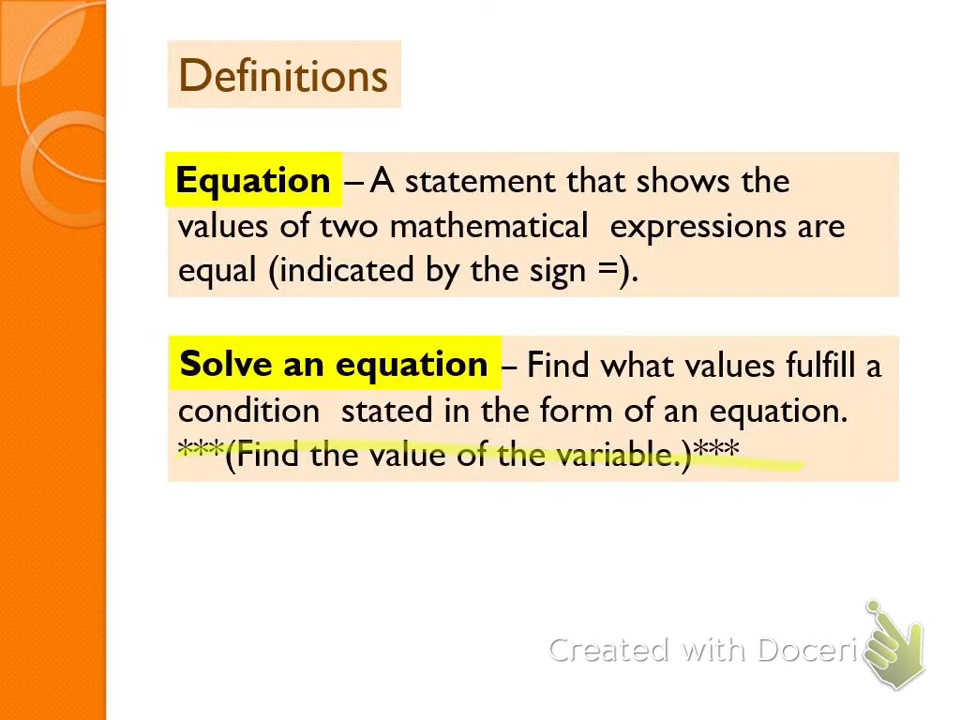 Definitions
Equation – A statement that shows the
values of two mathematical expressions are
equal (indicated by the sign =).
Solve an equation – Find what values fulfill a
condition stated in the form of an equation.
***(Find the value of the variable.)***
Created with Doceri